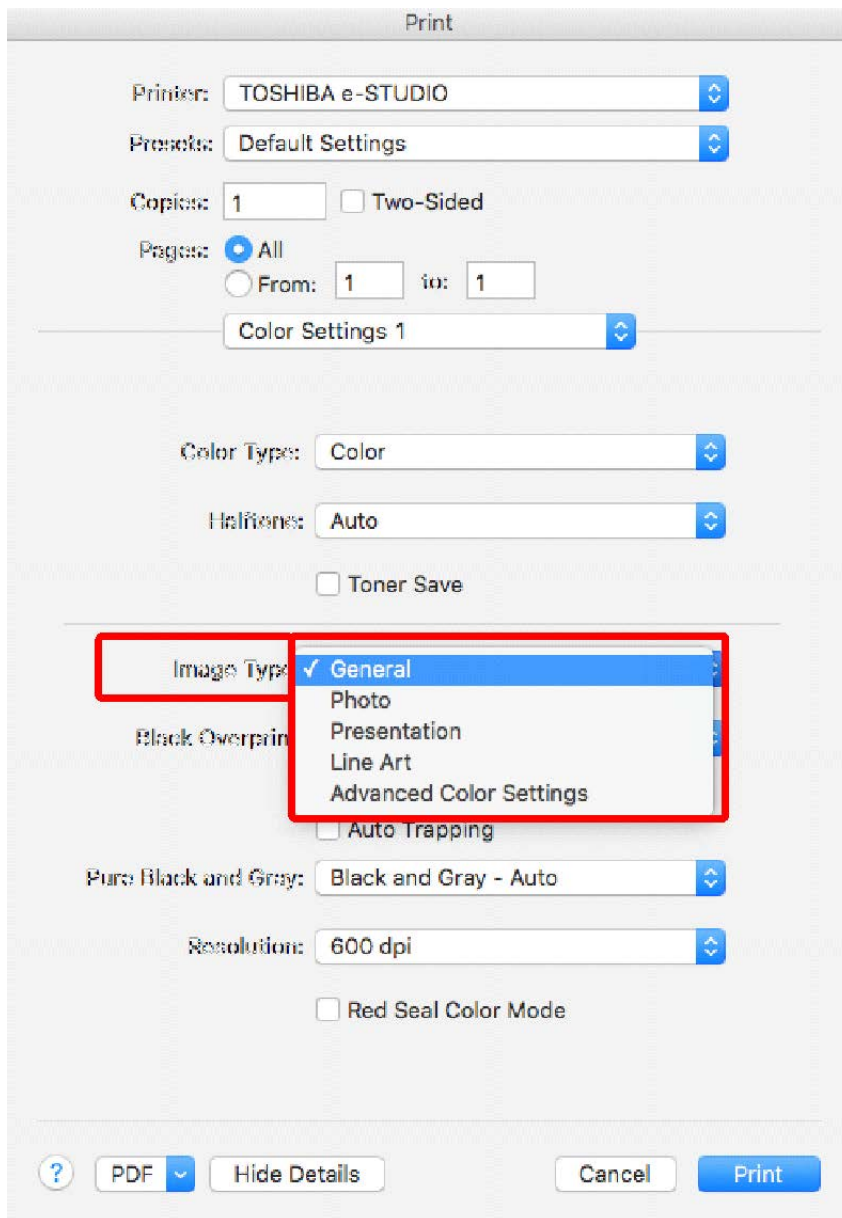 Print
Printer: TOSHIBA e-STUDIO
Presets: Default Settings
Copies: 1 Two-Sided
Pages: All
From: 1 to: 1
Color Settings 1
Color Type: Color
Halftone: Auto
Toner Save
Image Type ✓ General
Photo
Presentation
Black Overprin
Line Art
Advanced Color Settings
Auto Trapping
Pure Black and Gray: Black and Gray - Auto
Resolution: 600 dpi
Red Seal Color Mode
? PDF Hide Details Cancel Print